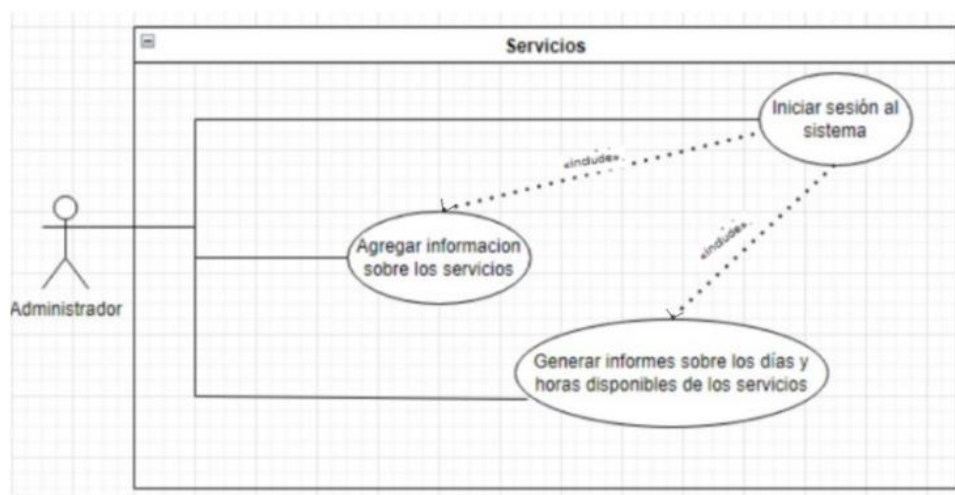 Servicios
Iniciar sesión al
sistema
«include»
Agregar informacion
sobre los servicios
«include»
Administrador
Generar informes sobre los días y
horas disponibles de los servicios